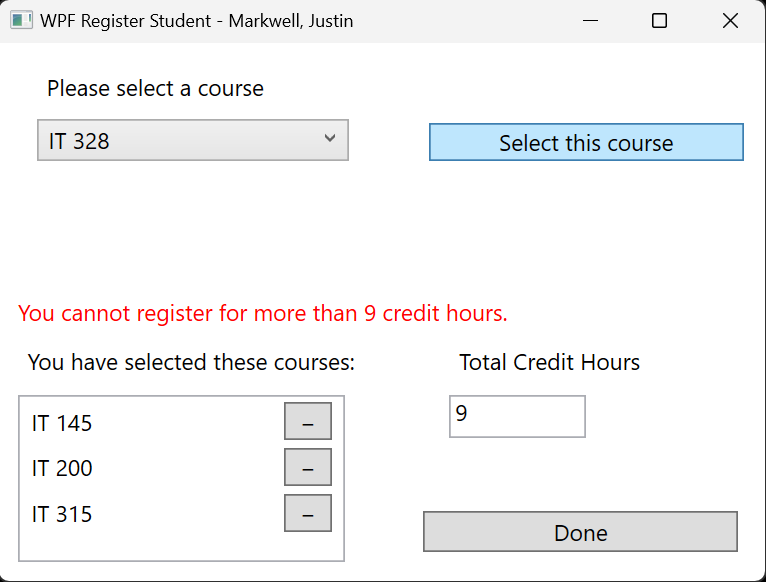 WPF Register Student - Markwell, Justin
Please select a course
IT 328
Select this course
You cannot register for more than 9 credit hours.
You have selected these courses:
Total Credit Hours
IT 145 –
9
IT 200 –
IT 315 –
Done